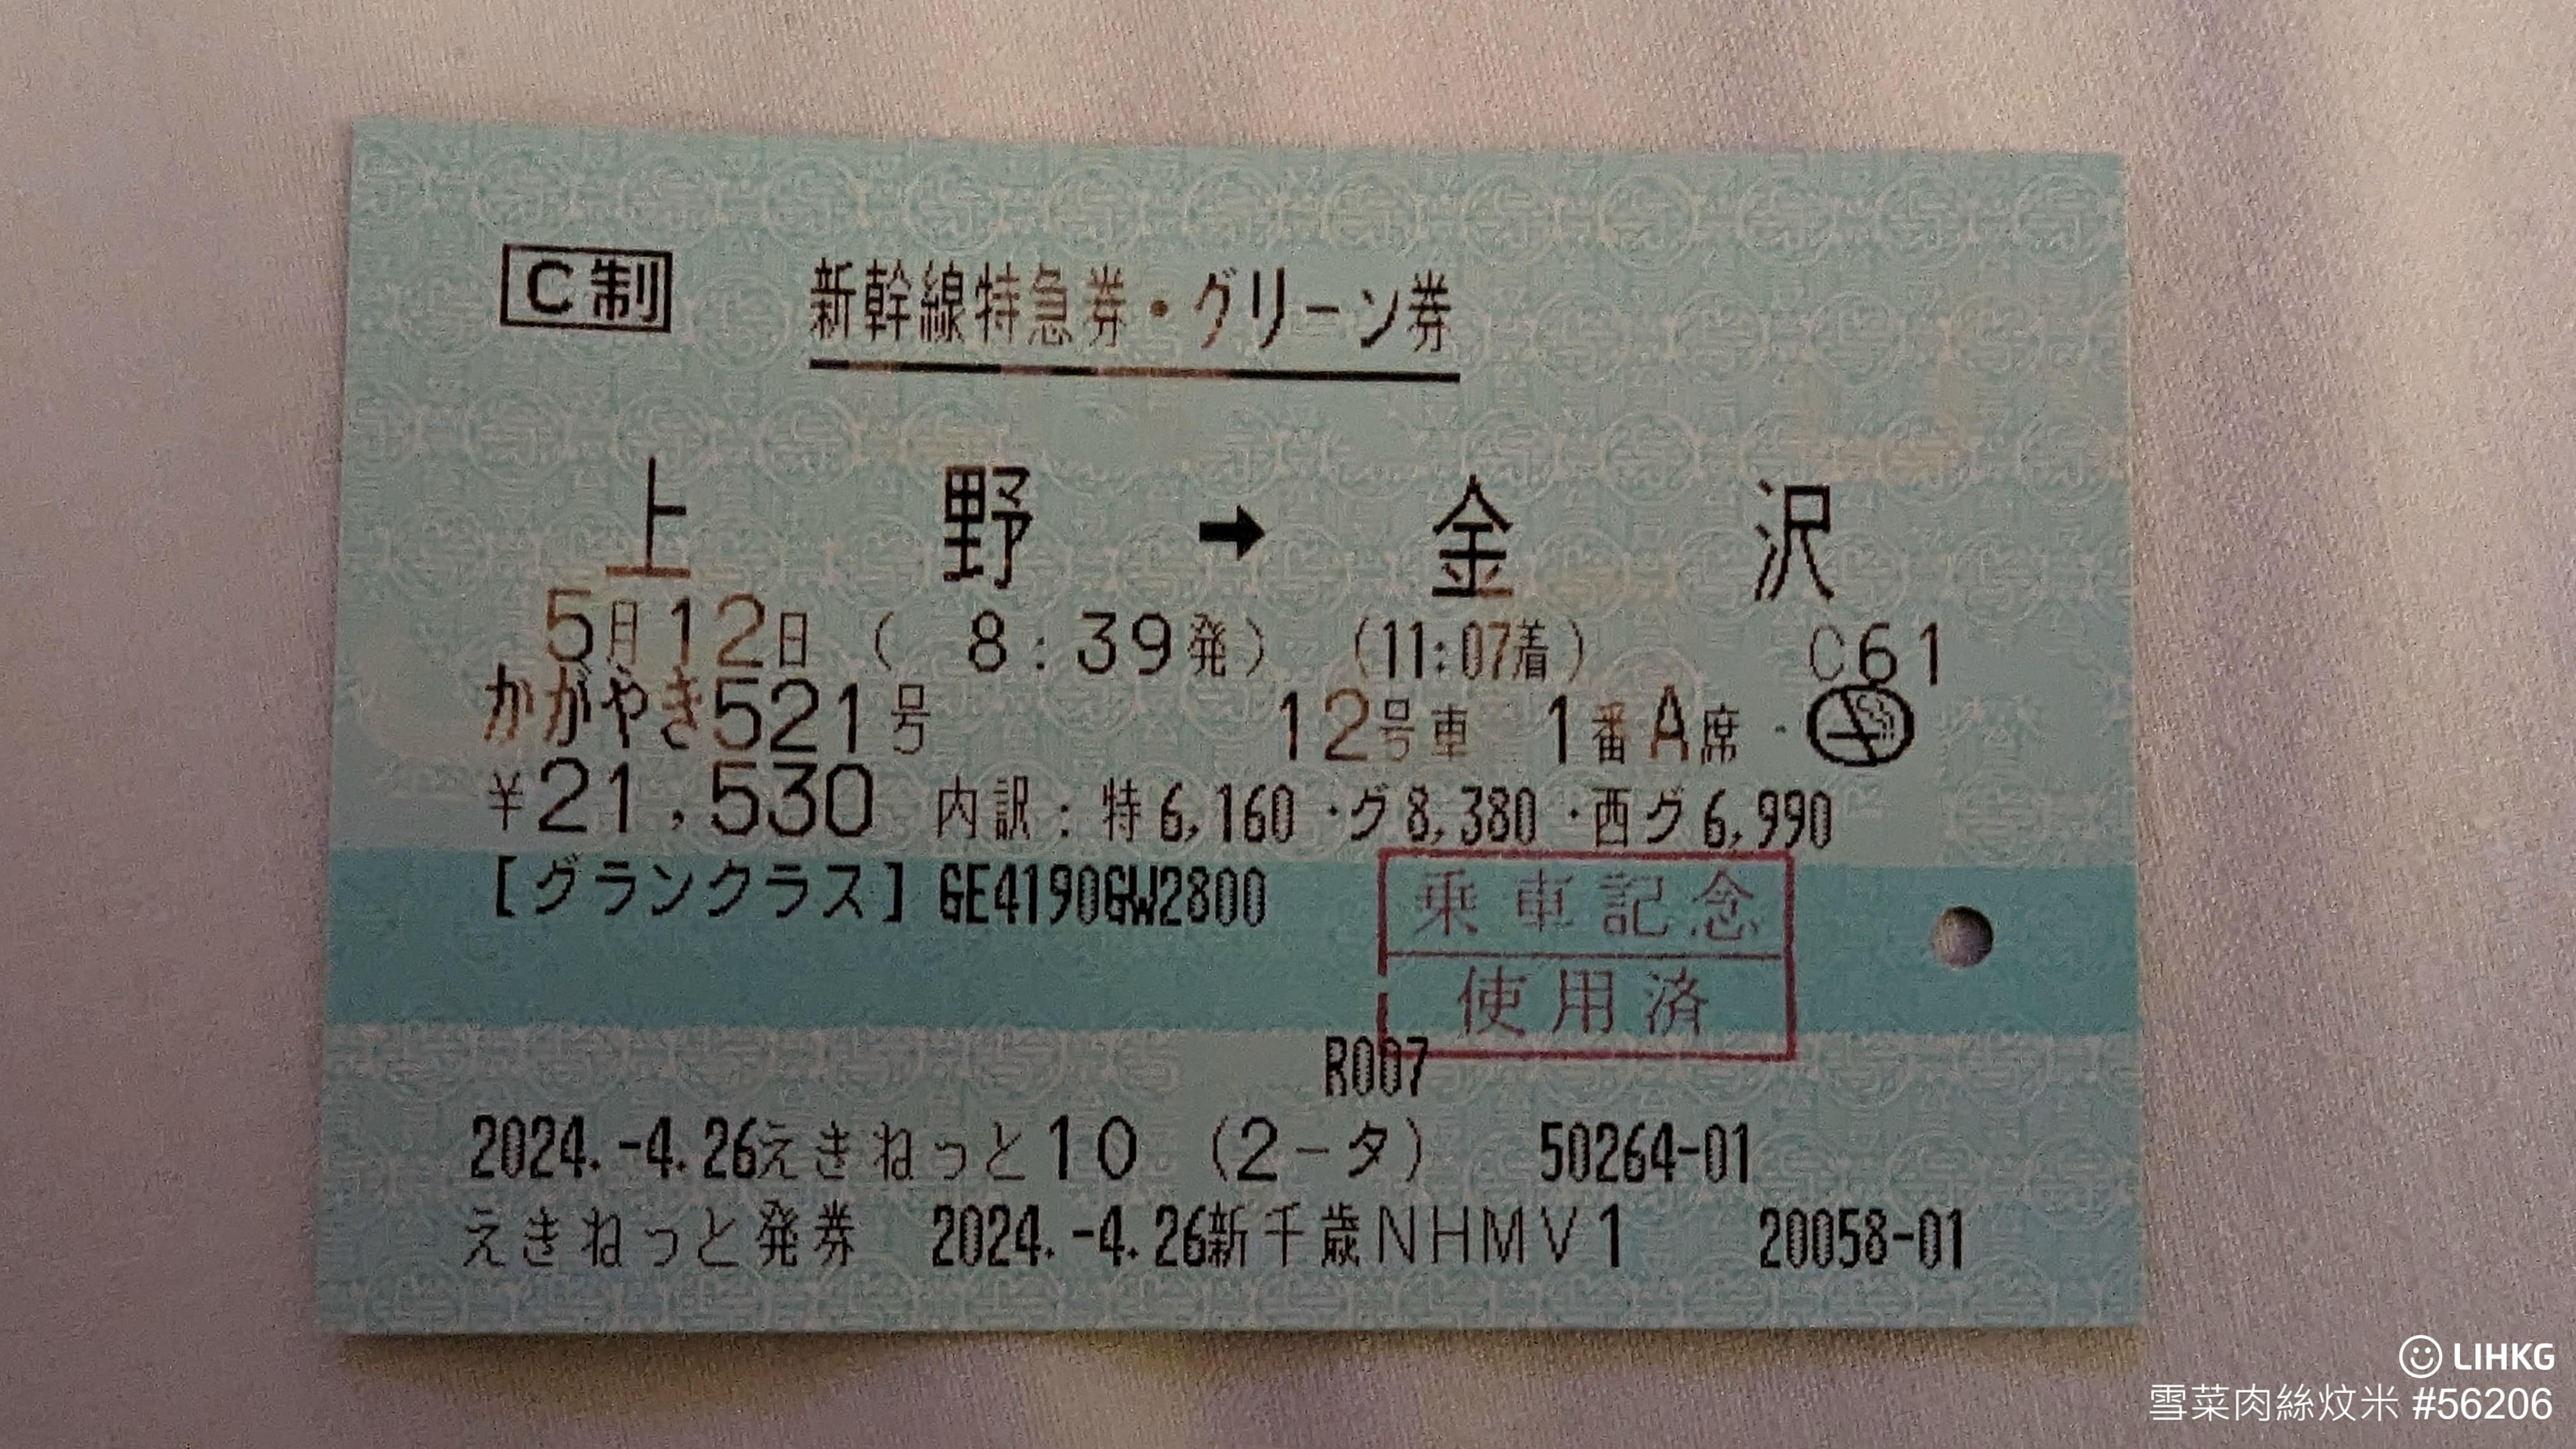 C制 新幹線特急券・グリーン券
上野 → 金沢
5月12日 ( 8:39発) (11:07着) C61
かがやき521号 12号車 1番A席
¥21,530 内訳:特6,160・グ8,380・西グ6,990
[グランクラス] GE4190GW2800
乗車記念
使用済
R007
2024.-4.26えきねっと10 (2-タ) 50264-01
えきねっと発券 2024.-4.26新千歳NHMV1 20058-01
LIHKG
雪菜肉絲炆米 #56206